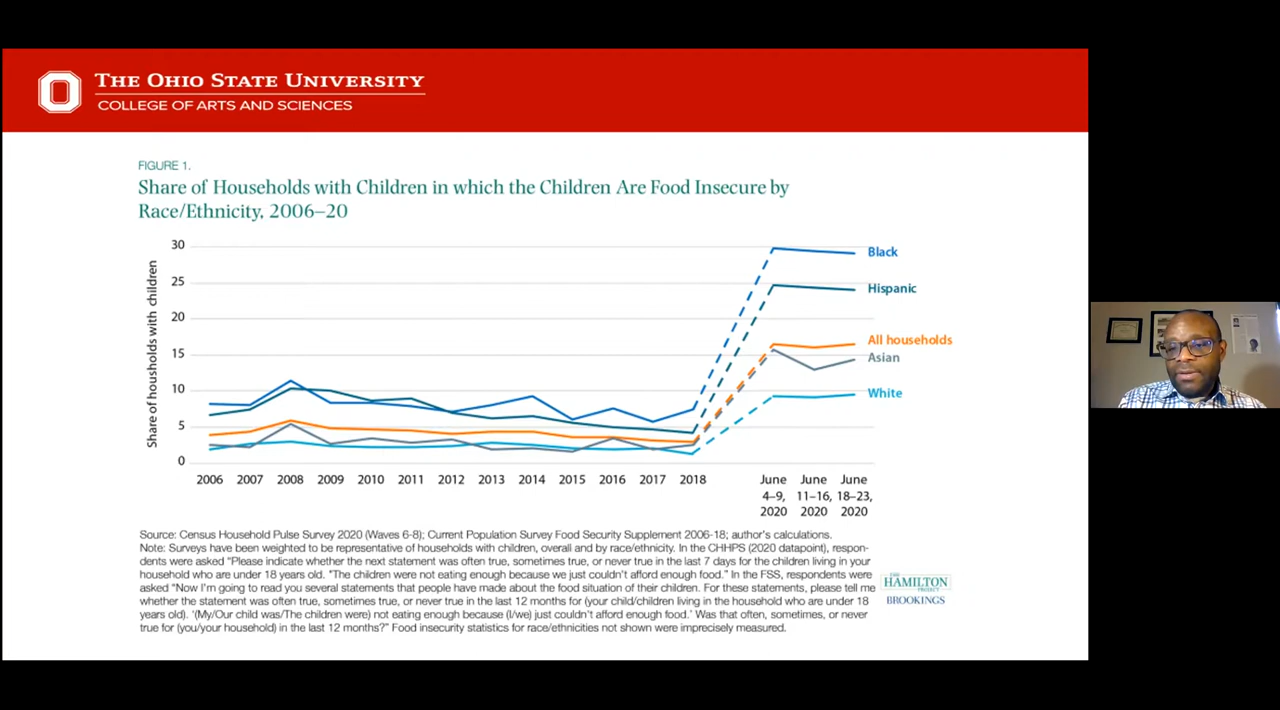 THE OHIO STATE UNIVERSITY
COLLEGE OF ARTS AND SCIENCES
FIGURE 1.
Share of Households with Children in which the Children Are Food Insecure by
Race/Ethnicity, 2006–20
Share of housholds with children
30
25
20
15
10
5
0
Black
Hispanic
All households
Asian
White
2006 2007 2008 2009 2010 2011 2012 2013 2014 2015 2016 2017 2018
June June June
4–9, 11–16, 18–23,
2020 2020 2020
Source: Census Household Pulse Survey 2020 (Waves 6-8); Current Population Survey Food Security Supplement 2006-18; author's calculations.
Note: Surveys have been weighted to be representative of households with children, overall and by race/ethnicity. In the CHHPS (2020 datapoint), respon-
dents were asked "Please indicate whether the next statement was often true, sometimes true, or never true in the last 7 days for the children living in your
household who are under 18 years old. "The children were not eating enough because we just couldn't afford enough food." In the FSS, respondents were
asked "Now I'm going to read you several statements that people have made about the food situation of their children. For these statements, please tell me
whether the statement was often true, sometimes true, or never true in the last 12 months for (your child/children living in the household who are under 18
years old). '(My/Our child was/The children were) not eating enough because (I/we) just couldn't afford enough food.' Was that often, sometimes, or never
true for (you/your household) in the last 12 months?" Food insecurity statistics for race/ethnicities not shown were imprecisely measured.
THE
HAMILTON
PROJECT
BROOKINGS